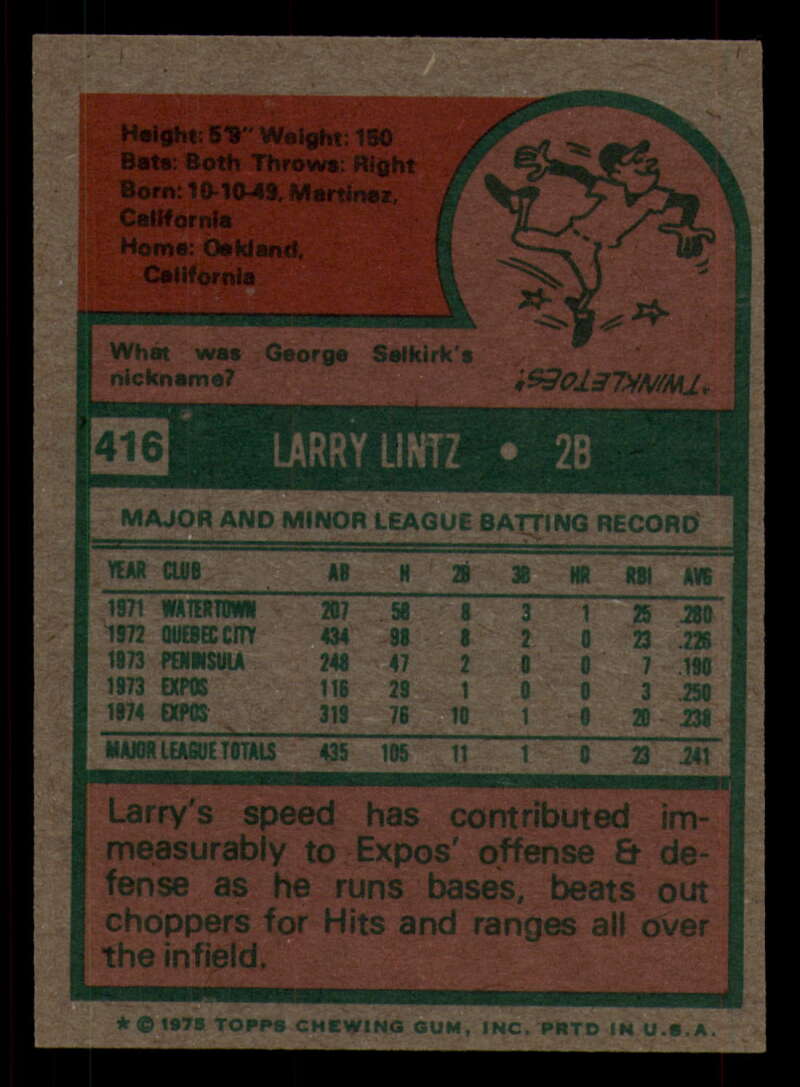 Height: 5'9" Weight: 150
Bats: Both Throws: Right
Born: 10-10-49, Martinez,
California
Home: Oakland,
California
What was George Selkirk's
nickname?
"TWINKLETOES!
416 LARRY LINTZ • 2B
MAJOR AND MINOR LEAGUE BATTING RECORD
YEAR CLUB AB H 2B 3B HR RBI AVG
1971 WATERTOWN 207 58 8 3 1 25 .280
1972 QUEBEC CITY 434 98 8 2 0 23 .226
1973 PENINSULA 248 47 2 0 0 7 .190
1973 EXPOS 116 29 1 0 0 3 .250
1974 EXPOS 319 76 10 1 0 20 .238
MAJOR LEAGUE TOTALS 435 105 11 1 0 23 .241
Larry's speed has contributed im-
measurably to Expos' offense & de-
fense as he runs bases, beats out
choppers for Hits and ranges all over
the infield.
* © 1975 TOPPS CHEWING GUM, INC. PRTD IN U.S.A.